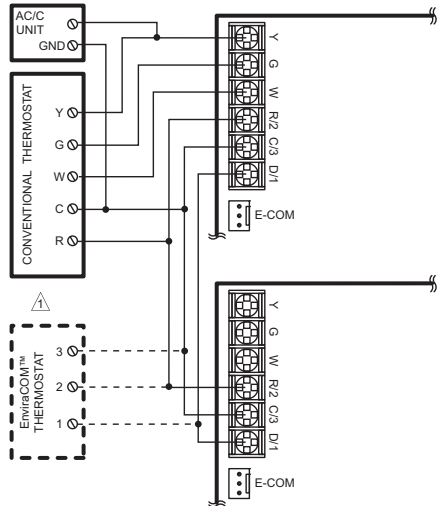 AC/C
UNIT
GND
CONVENTIONAL THERMOSTAT
Y
G
W
C
R
1
EnviraCOM™
THERMOSTAT
3
2
1
Y
G
W
R/2
C/3
D/1
E-COM
Y
G
W
R/2
C/3
D/1
E-COM